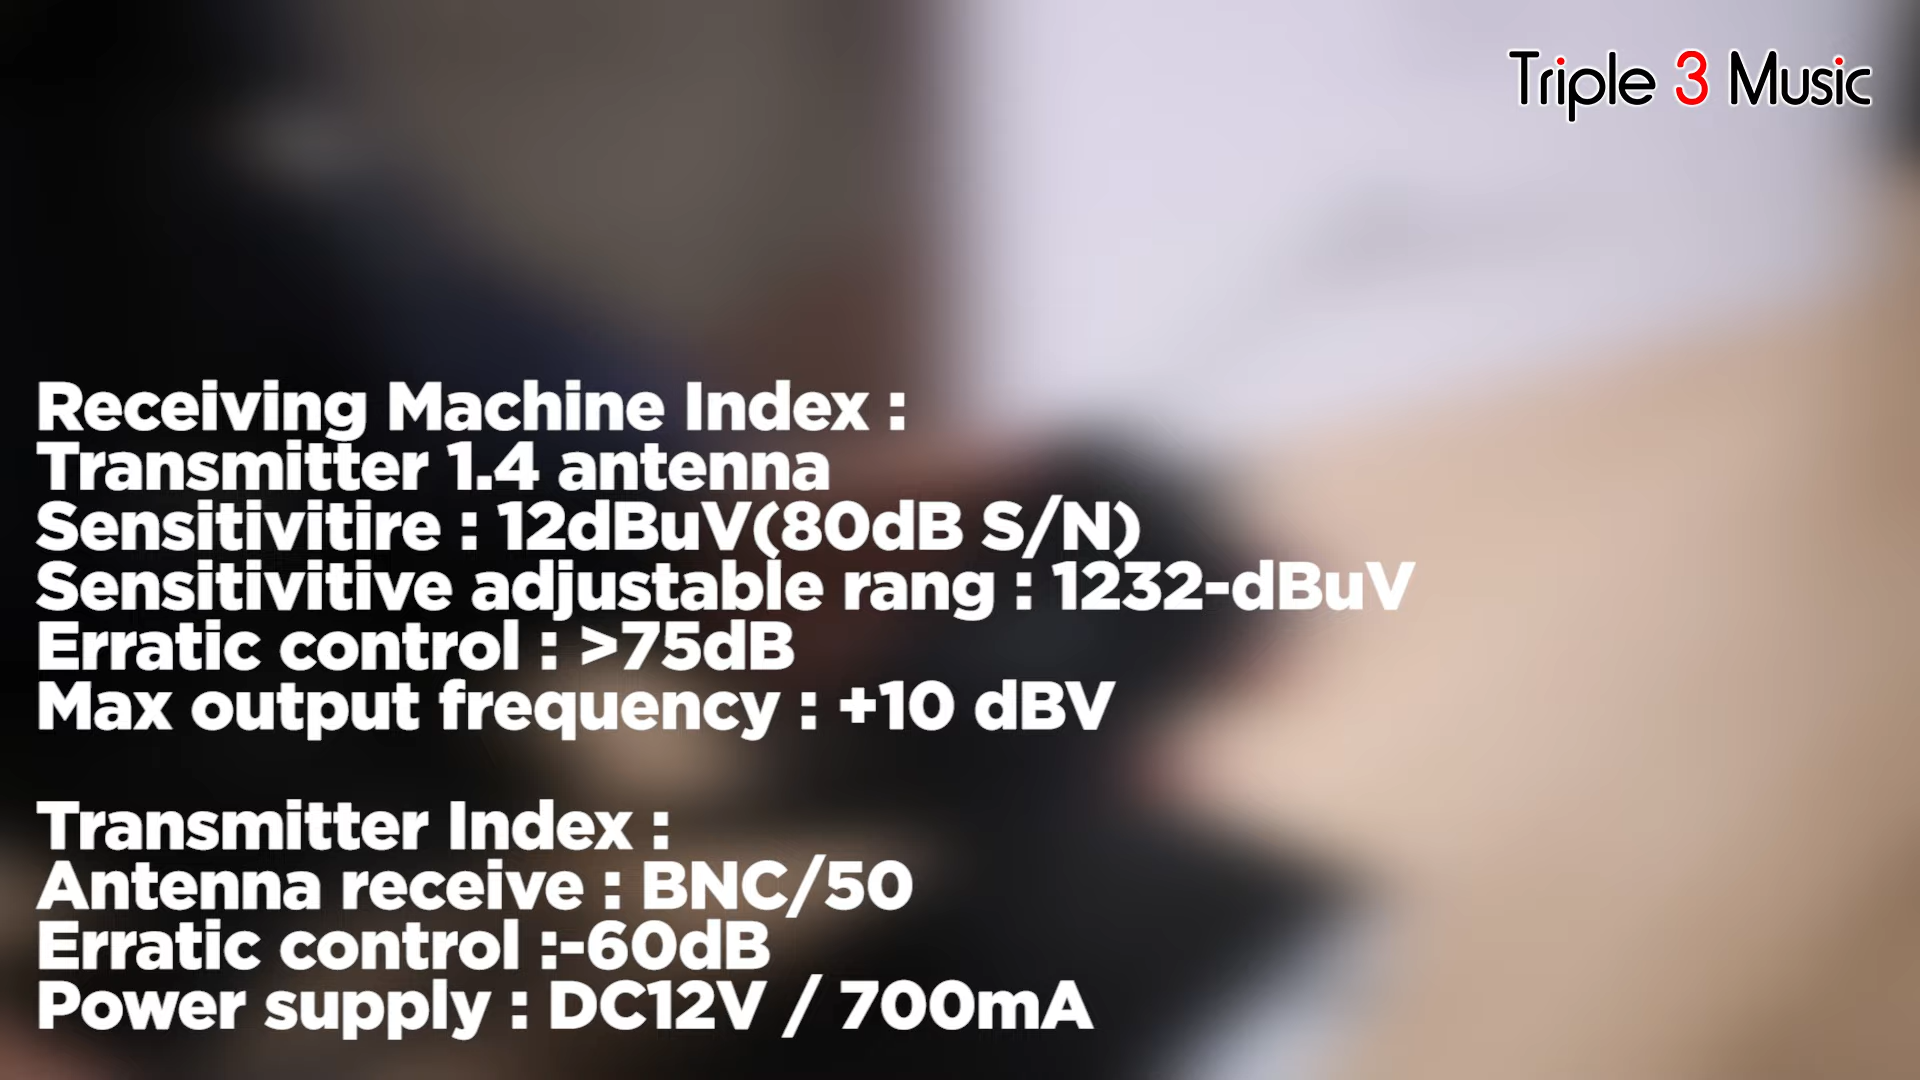 Triple 3 Music
Receiving Machine Index :
Transmitter 1.4 antenna
Sensitivitire : 12dBuV(80dB S/N)
Sensitivitive adjustable rang : 1232-dBuV
Erratic control : >75dB
Max output frequency : +10 dBV
Transmitter Index :
Antenna receive : BNC/50
Erratic control :-60dB
Power supply : DC12V / 700mA